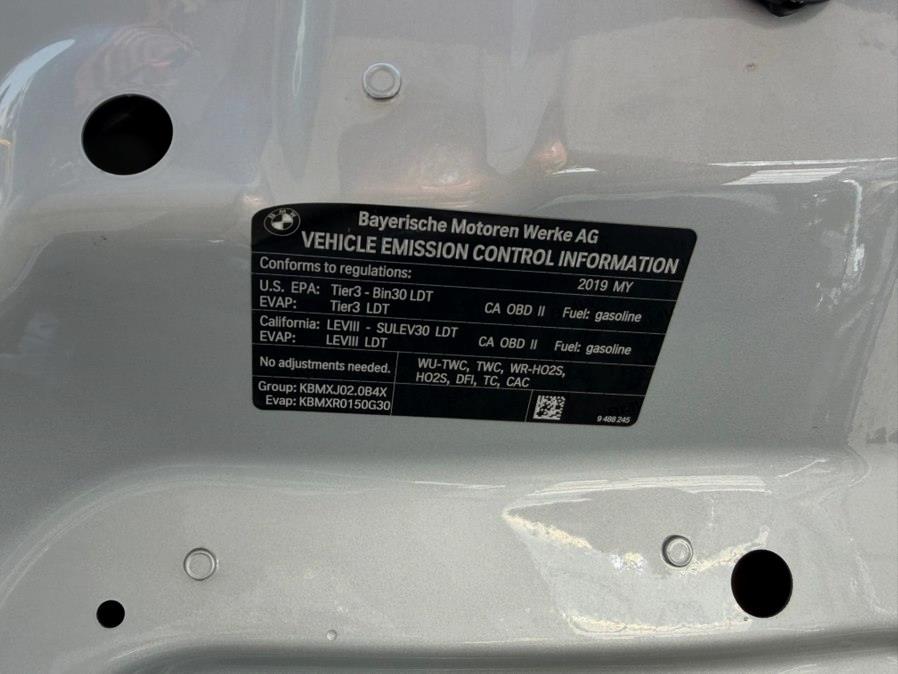 BMW
Bayerische Motoren Werke AG
VEHICLE EMISSION CONTROL INFORMATION
Conforms to regulations: 2019 MY
U.S. EPA: Tier3 - Bin30 LDT
EVAP: Tier3 LDT CA OBD II Fuel: gasoline
California: LEVIII - SULEV30 LDT
EVAP: LEVIII LDT CA OBD II Fuel: gasoline
No adjustments needed.
WU-TWC, TWC, WR-HO2S,
HO2S, DFI, TC, CAC
Group: KBMXJ02.0B4X
Evap: KBMXR0150G30
9 488 245